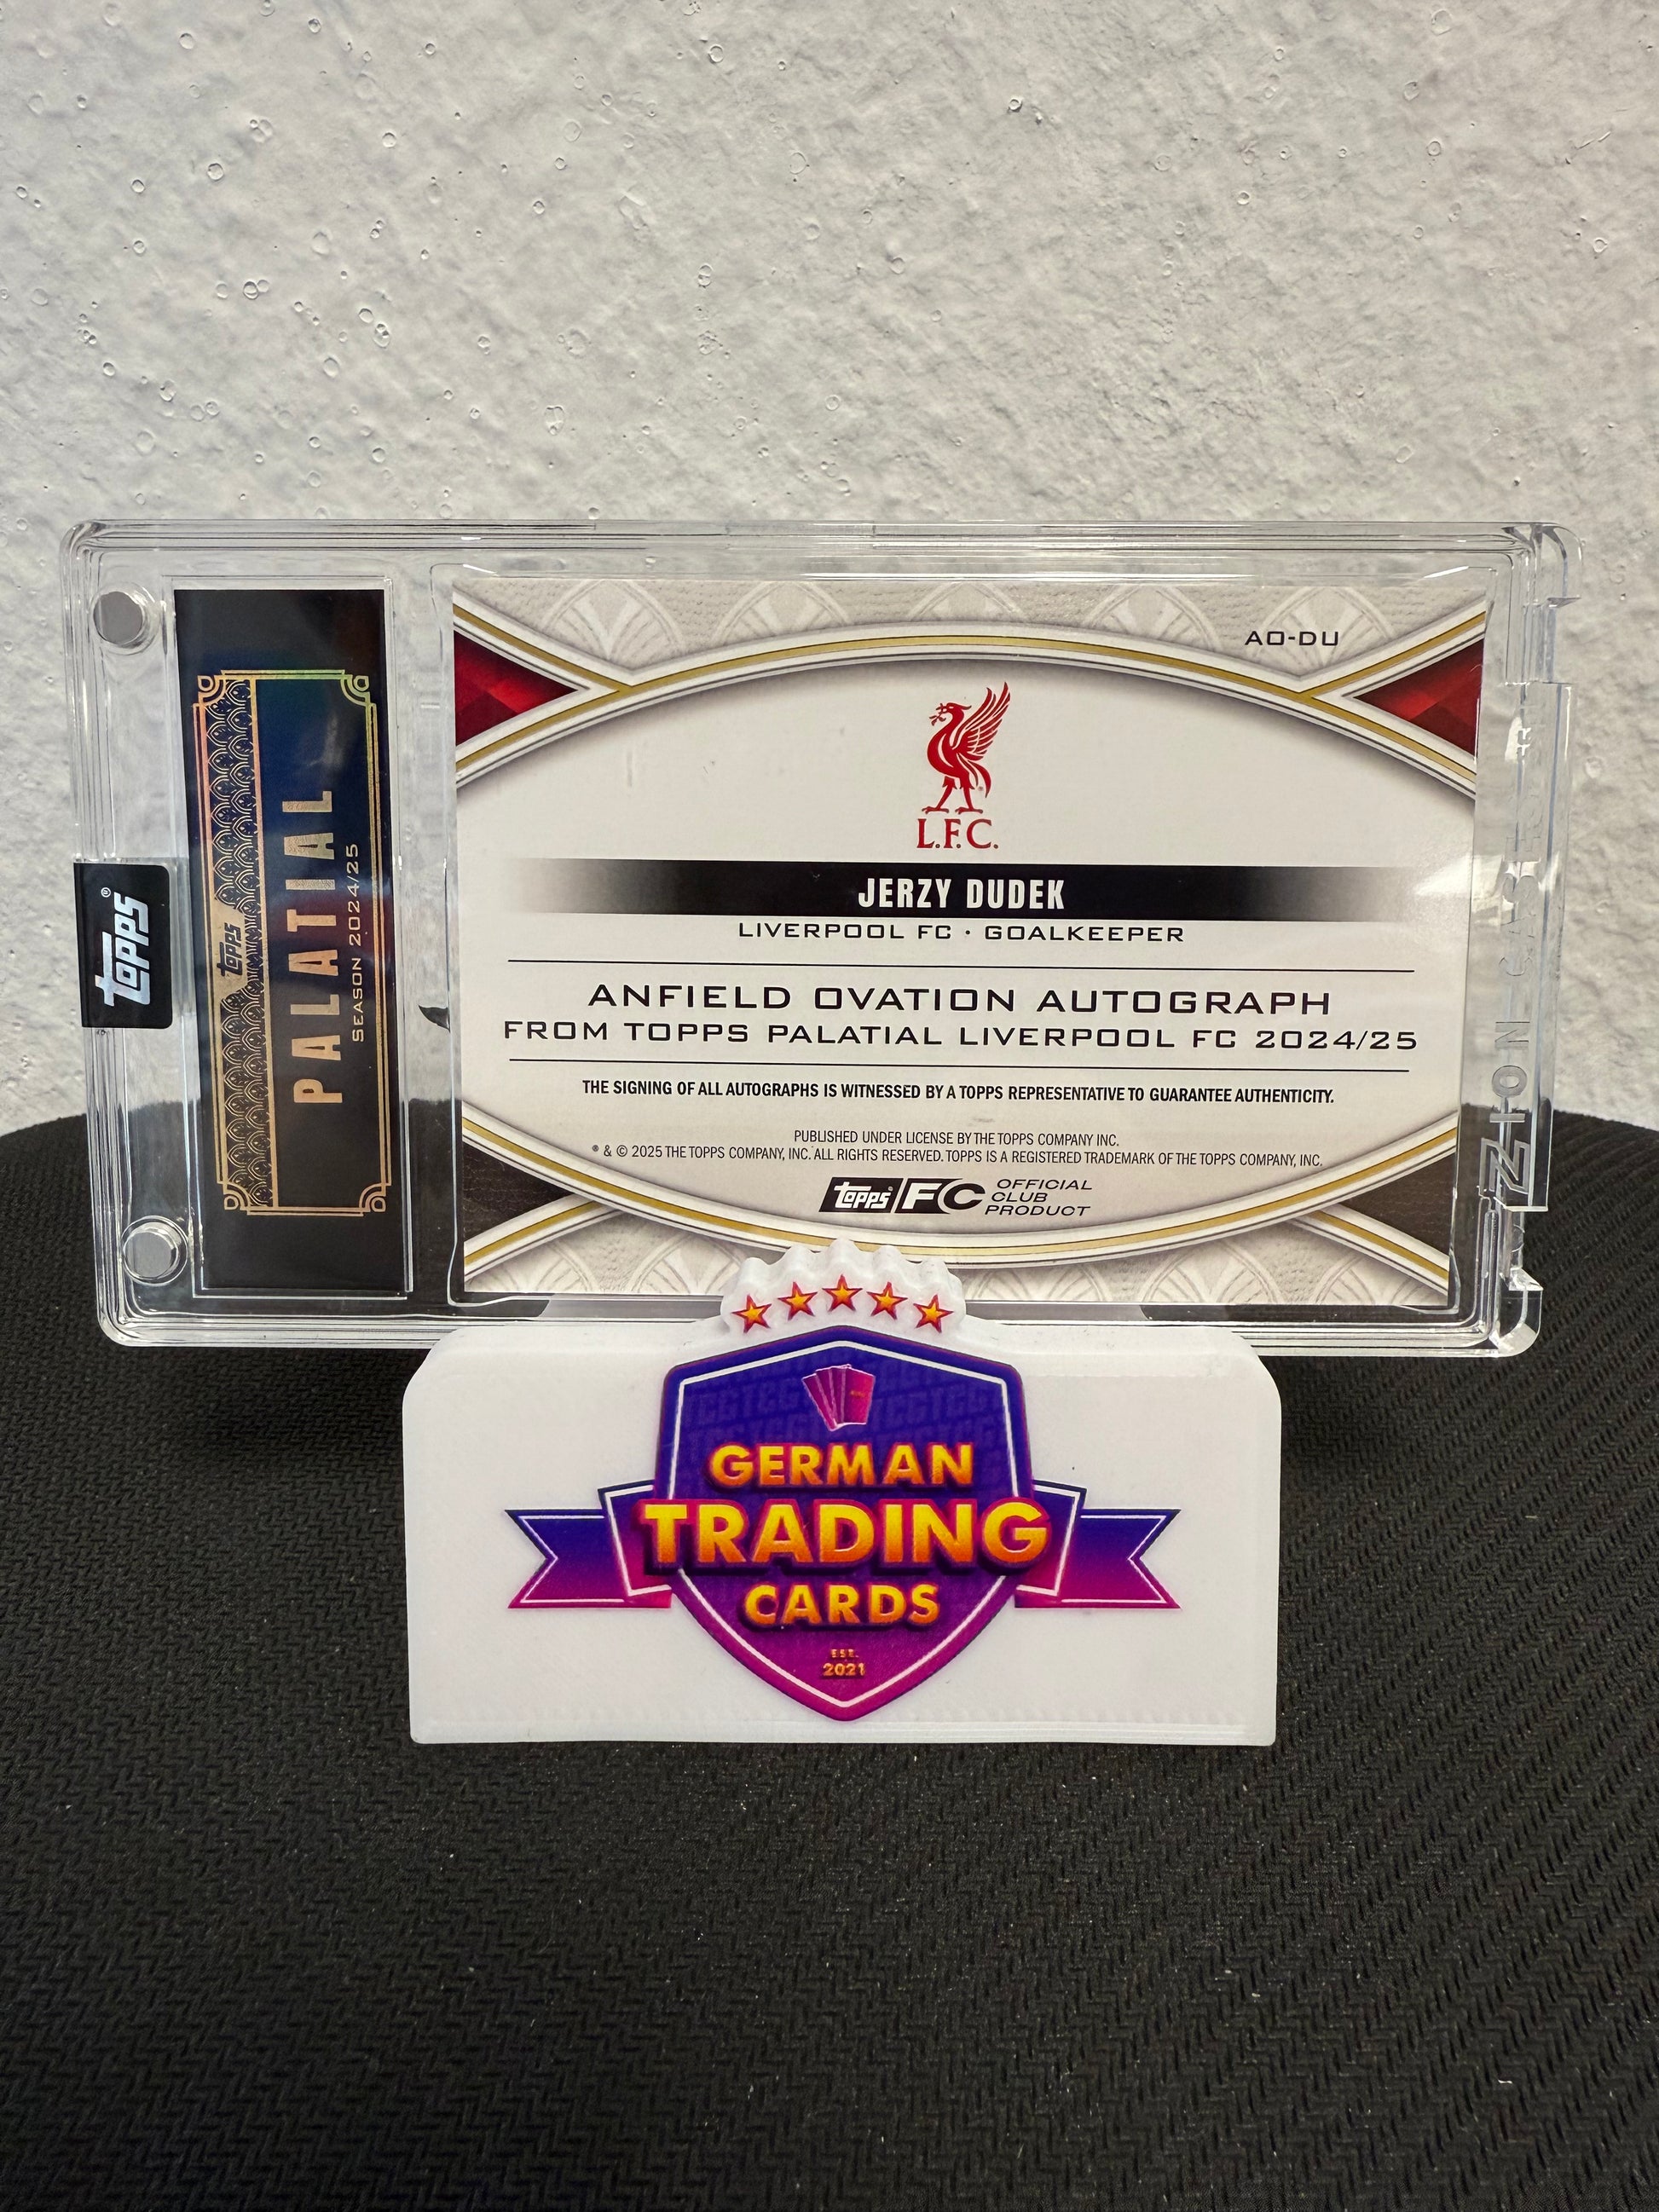 topps®
topps
PALATIAL
SEASON 2024/25
AO-DU
L.F.C.
JERZY DUDEK
LIVERPOOL FC · GOALKEEPER
ANFIELD OVATION AUTOGRAPH
FROM TOPPS PALATIAL LIVERPOOL FC 2024/25
THE SIGNING OF ALL AUTOGRAPHS IS WITNESSED BY A TOPPS REPRESENTATIVE TO GUARANTEE AUTHENTICITY.
PUBLISHED UNDER LICENSE BY THE TOPPS COMPANY INC.
® & © 2025 THE TOPPS COMPANY, INC. ALL RIGHTS RESERVED. TOPPS IS A REGISTERED TRADEMARK OF THE TOPPS COMPANY, INC.
topps FC OFFICIAL
CLUB
PRODUCT
ZION CASES
GERMAN
TRADING
CARDS
EST.
2021